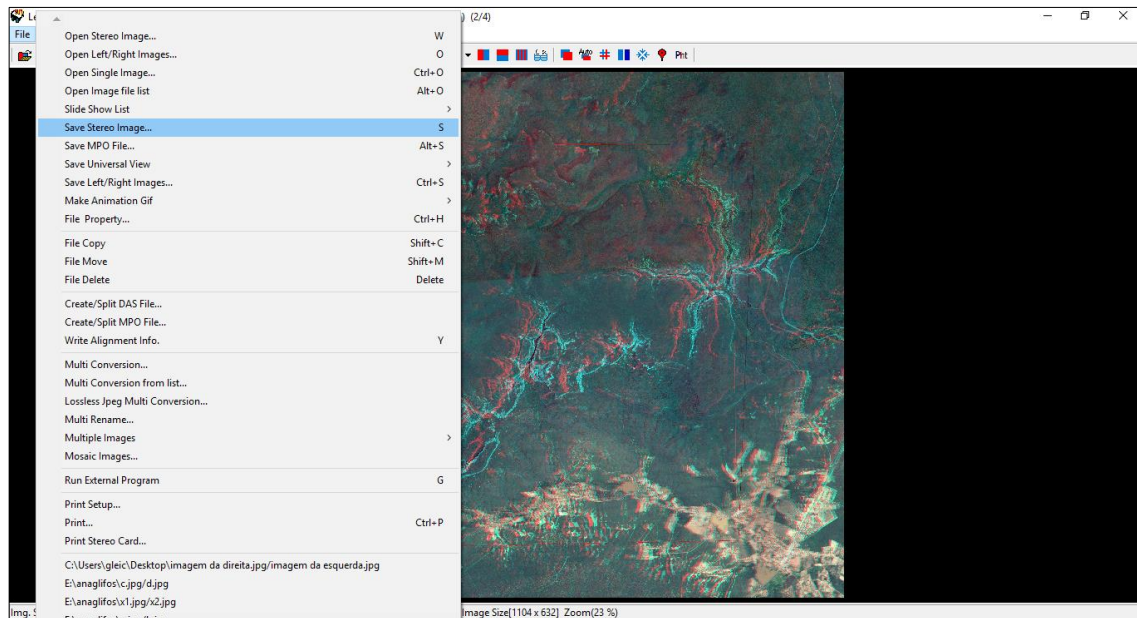 ) (2/4)
File
Open Stereo Image... W
Open Left/Right Images... O
Open Single Image... Ctrl+O
Open Image file list Alt+O
Slide Show List
Save Stereo Image... S
Save MPO File... Alt+S
Save Universal View
Save Left/Right Images... Ctrl+S
Make Animation Gif
File Property... Ctrl+H
File Copy Shift+C
File Move Shift+M
File Delete Delete
Create/Split DAS File...
Create/Split MPO File...
Write Alignment Info. Y
Multi Conversion...
Multi Conversion from list...
Lossless Jpeg Multi Conversion...
Multi Rename...
Multiple Images
Mosaic Images...
Run External Program G
Print Setup...
Print... Ctrl+P
Print Stereo Card...
C:\Users\gleic\Desktop\imagem da direita.jpg/imagem da esquerda.jpg
E:\anaglifos\c.jpg/d.jpg
E:\anaglifos\x1.jpg/x2.jpg
Auto
Pht
Img. S
Image Size[1104 x 632] Zoom(23 %)